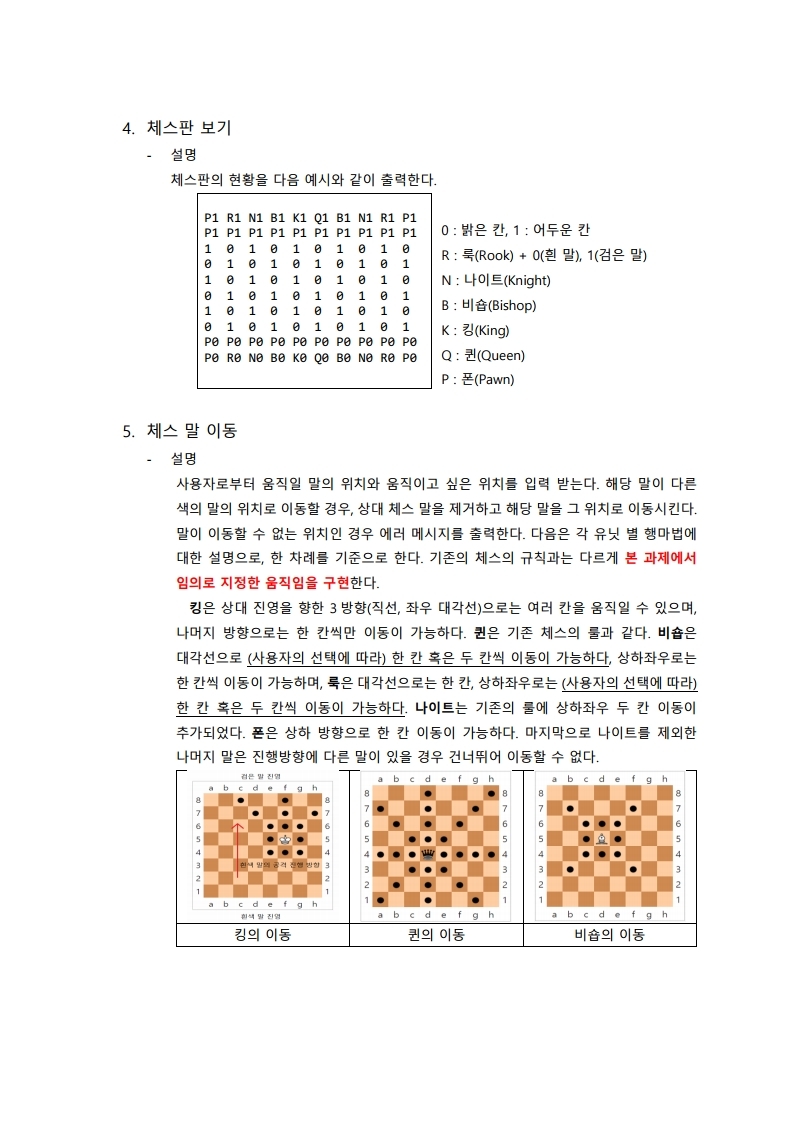 4. 체스판 보기
- 설명
체스판의 현황을 다음 예시와 같이 출력한다.
P1 R1 N1 B1 K1 Q1 B1 N1 R1 P1
P1 P1 P1 P1 P1 P1 P1 P1 P1 P1
1 0 1 0 1 0 1 0 1 0
0 1 0 1 0 1 0 1 0 1
1 0 1 0 1 0 1 0 1 0
0 1 0 1 0 1 0 1 0 1
1 0 1 0 1 0 1 0 1 0
0 1 0 1 0 1 0 1 0 1
P0 P0 P0 P0 P0 P0 P0 P0 P0 P0
P0 R0 N0 B0 K0 Q0 B0 N0 R0 P0
0 : 밝은 칸, 1 : 어두운 칸
R : 룩(Rook) + 0(흰 말), 1(검은 말)
N : 나이트(Knight)
B : 비숍(Bishop)
K : 킹(King)
Q : 퀸(Queen)
P : 폰(Pawn)
5. 체스 말 이동
- 설명
사용자로부터 움직일 말의 위치와 움직이고 싶은 위치를 입력 받는다. 해당 말이 다른
색의 말의 위치로 이동할 경우, 상대 체스 말을 제거하고 해당 말을 그 위치로 이동시킨다.
말이 이동할 수 없는 위치인 경우 에러 메시지를 출력한다. 다음은 각 유닛 별 행마법에
대한 설명으로, 한 차례를 기준으로 한다. 기존의 체스의 규칙과는 다르게 본 과제에서
임의로 지정한 움직임을 구현한다.
킹은 상대 진영을 향한 3 방향(직선, 좌우 대각선)으로는 여러 칸을 움직일 수 있으며,
나머지 방향으로는 한 칸씩만 이동이 가능하다. 퀸은 기존 체스의 룰과 같다. 비숍은
대각선으로 (사용자의 선택에 따라) 한 칸 혹은 두 칸씩 이동이 가능하다, 상하좌우로는
한 칸씩 이동이 가능하며, 룩은 대각선으로는 한 칸, 상하좌우로는 (사용자의 선택에 따라)
한 칸 혹은 두 칸씩 이동이 가능하다. 나이트는 기존의 룰에 상하좌우 두 칸 이동이
추가되었다. 폰은 상하 방향으로 한 칸 이동이 가능하다. 마지막으로 나이트를 제외한
나머지 말은 진행방향에 다른 말이 있을 경우 건너뛰어 이동할 수 없다.
검은 말 진영
a b c d e f g h
8 8
7 7
6 6
5 5
4 4
3 흰색 말의 공격 진행 방향 3
2 2
1 1
a b c d e f g h
흰색 말 진영
킹의 이동
a b c d e f g h
8 8
7 7
6 6
5 5
4 4
3 3
2 2
1 1
a b c d e f g h
퀸의 이동
a b c d e f g h
8 8
7 7
6 6
5 5
4 4
3 3
2 2
1 1
a b c d e f g h
비숍의 이동